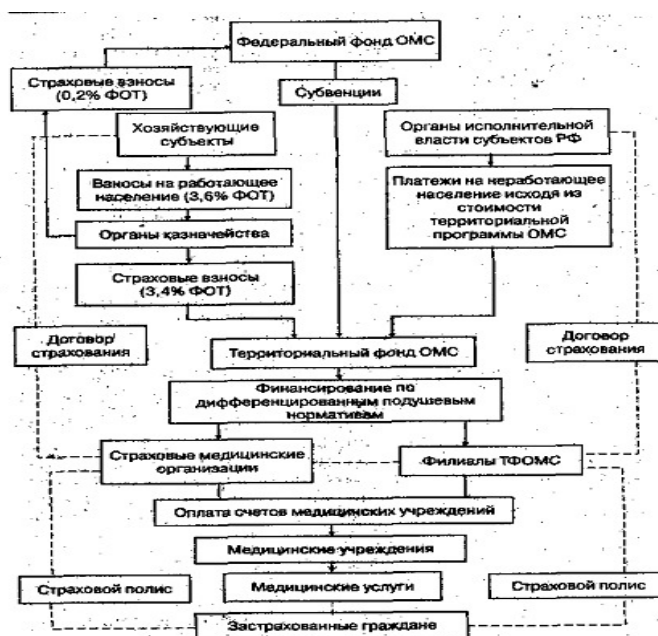 Федеральный фонд ОМС
Страховые взносы
(0,2% ФОТ)
Субвенции
Хозяйствующие
субъекты
Органы исполнительной
власти субъектов РФ
Взносы на работающее
население (3,6% ФОТ)
Платежи на неработающее
население исходя из
стоимости
территориальной
программы ОМС
Органы казначейства
Страховые взносы
(3,4% ФОТ)
Договор
страхования
Территориальный фонд ОМС
Договор
страхования
Финансирование по
дифференцированным подушевым
нормативам
Страховые медицинские
организации
Филиалы ТФОМС
Оплата счетов медицинских учреждений
Медицинские учреждения
Страховой полис
Медицинские услуги
Страховой полис
Застрахованные граждане